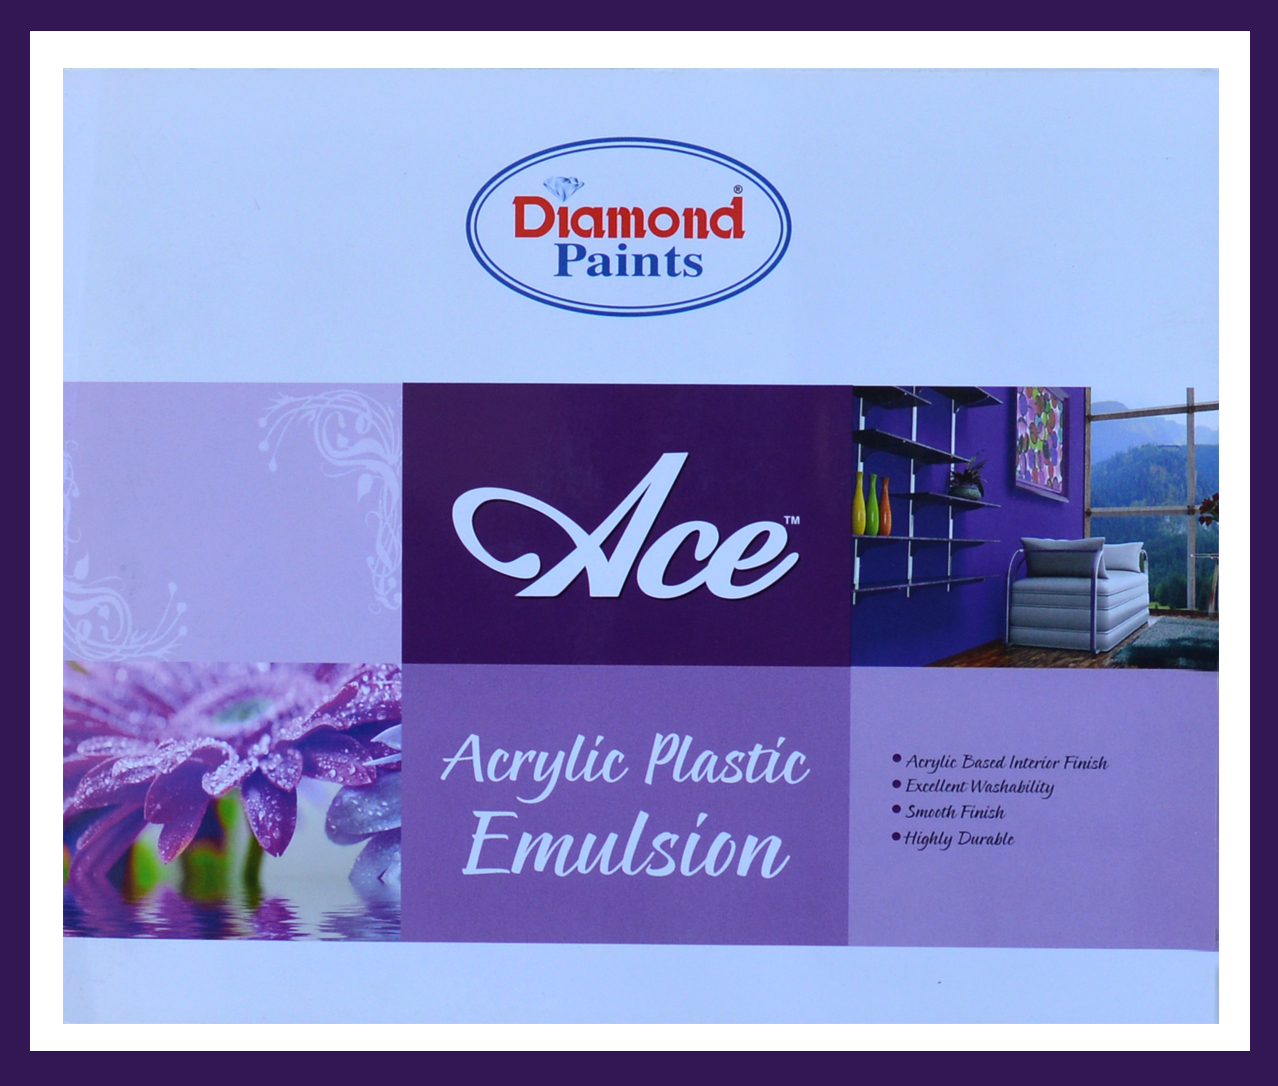 Diamond®
Paints
Ace™
Acrylic Plastic
Emulsion
• Acrylic Based Interior Finish
• Excellent Washability
• Smooth Finish
• Highly Durable